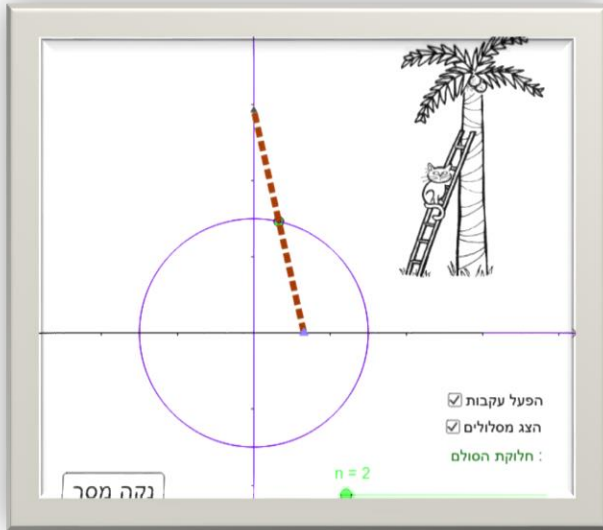 הפעל עקבות
הצג מסלולים
חלוקת הסולם :
n = 2
נקה מסך